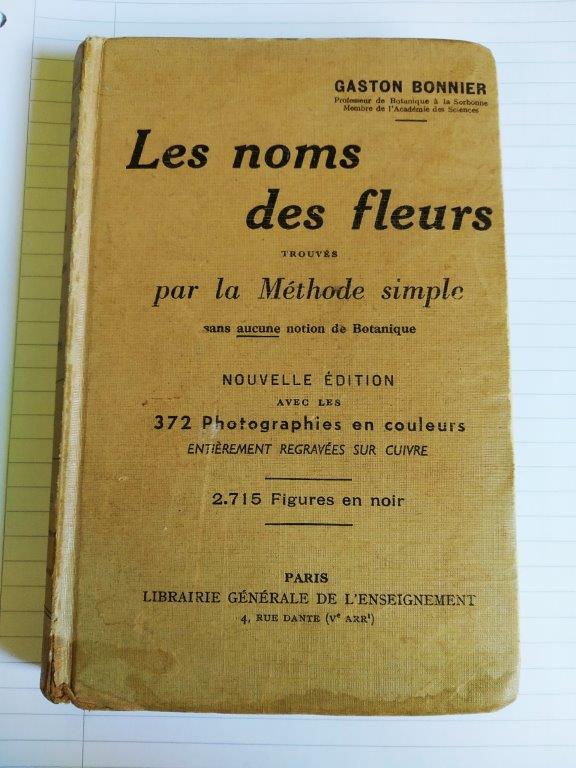 GASTON BONNIER
Professeur de Botanique à la Sorbonne
Membre de l'Académie des Sciences
Les noms
des fleurs
TROUVÉS
par la Méthode simple
sans aucune notion de Botanique
NOUVELLE ÉDITION
AVEC LES
372 Photographies en couleurs
ENTIÈREMENT REGRAVÉES SUR CUIVRE
2.715 Figures en noir
PARIS
LIBRAIRIE GÉNÉRALE DE L'ENSEIGNEMENT
4, RUE DANTE (Vᵉ ARRᵗ)